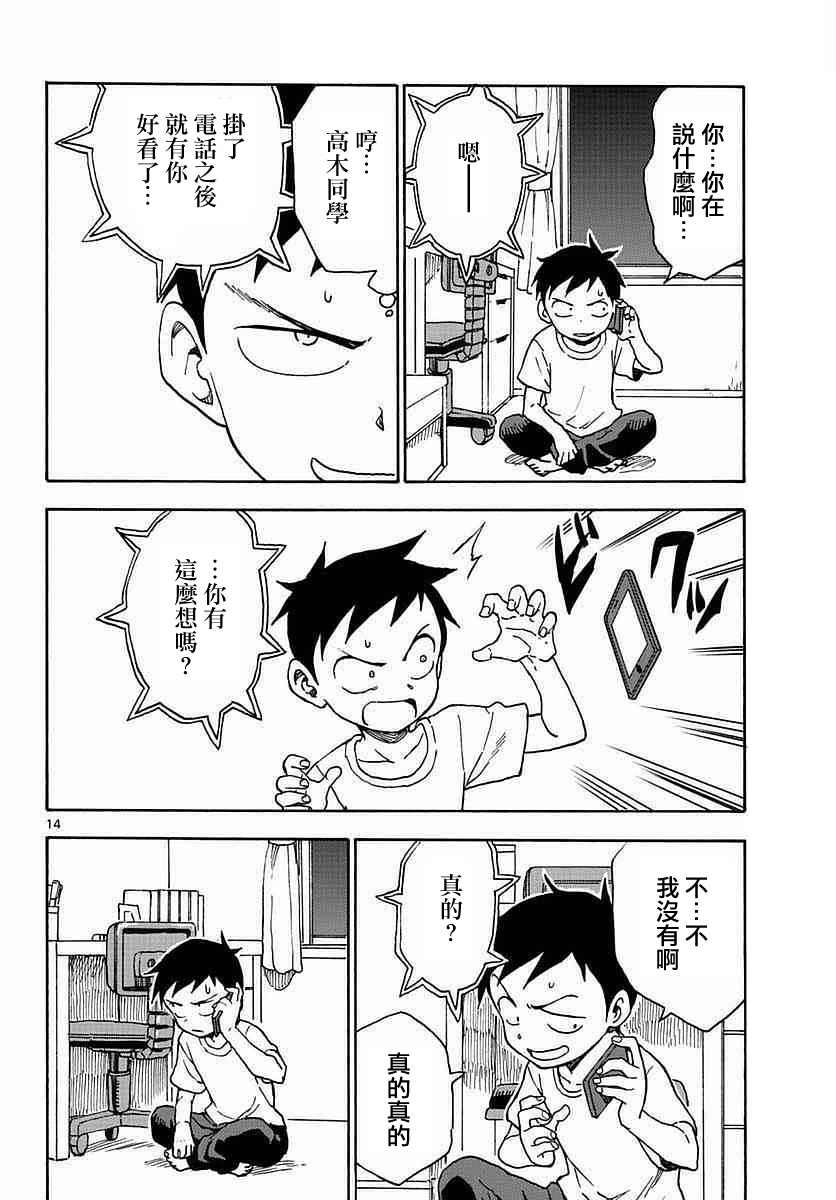 你⋯你在
説什麼啊⋯
嗯──
哼⋯
高木同學
掛了
電話之後
就有你
好看了⋯
ビクッ
⋯你有
這麼想嗎？
14
不⋯不
我沒有啊
真的？
真的真的